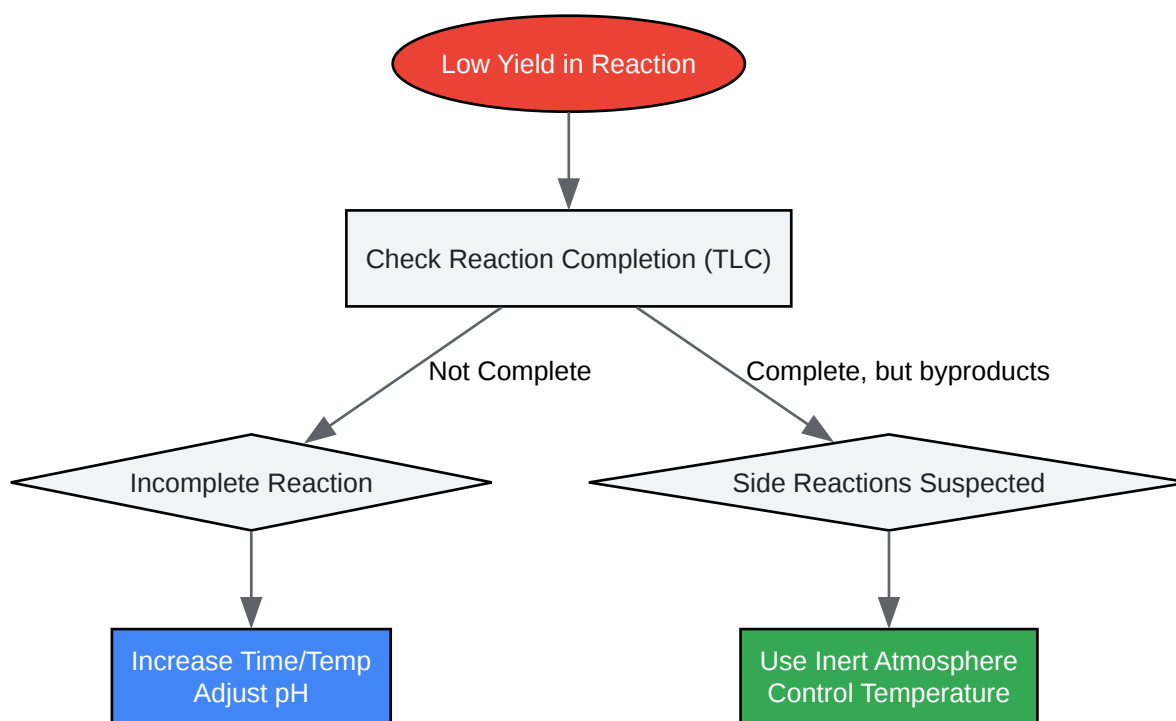 Low Yield in Reaction
Check Reaction Completion (TLC)
Not Complete
Complete, but byproducts
Incomplete Reaction
Side Reactions Suspected
Increase Time/Temp
Adjust pH
Use Inert Atmosphere
Control Temperature